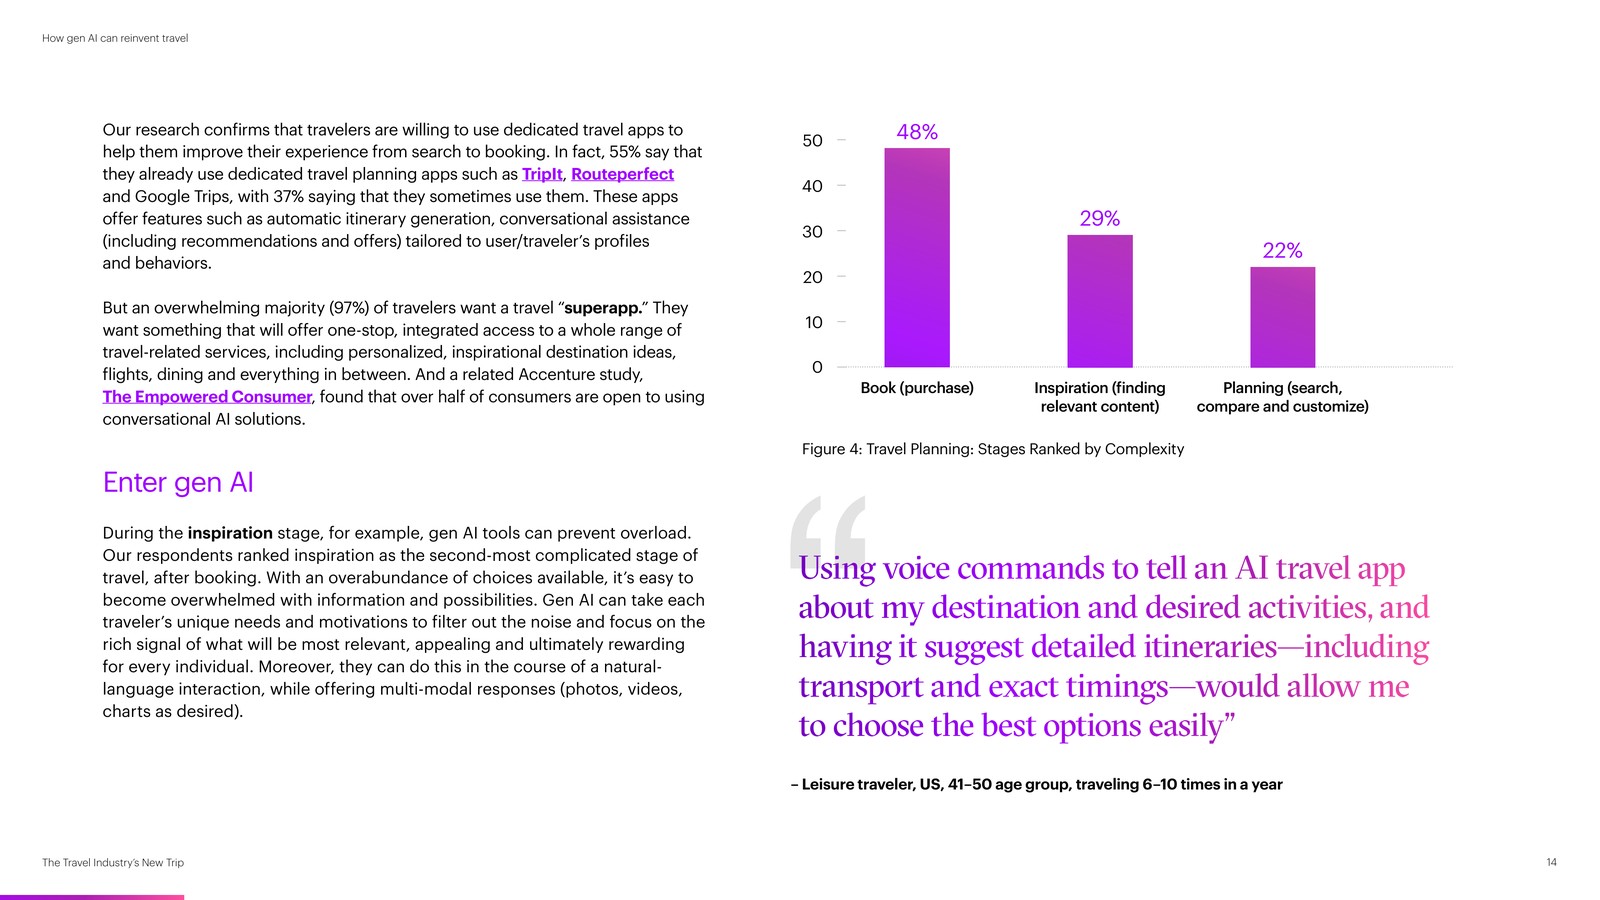 How gen AI can reinvent travel
Our research confirms that travelers are willing to use dedicated travel apps to
help them improve their experience from search to booking. In fact, 55% say that
they already use dedicated travel planning apps such as TripIt, Routeperfect
and Google Trips, with 37% saying that they sometimes use them. These apps
offer features such as automatic itinerary generation, conversational assistance
(including recommendations and offers) tailored to user/traveler’s profiles
and behaviors.
But an overwhelming majority (97%) of travelers want a travel “superapp.” They
want something that will offer one-stop, integrated access to a whole range of
travel-related services, including personalized, inspirational destination ideas,
flights, dining and everything in between. And a related Accenture study,
The Empowered Consumer, found that over half of consumers are open to using
conversational AI solutions.
Enter gen AI
During the inspiration stage, for example, gen AI tools can prevent overload.
Our respondents ranked inspiration as the second-most complicated stage of
travel, after booking. With an overabundance of choices available, it’s easy to
become overwhelmed with information and possibilities. Gen AI can take each
traveler’s unique needs and motivations to filter out the noise and focus on the
rich signal of what will be most relevant, appealing and ultimately rewarding
for every individual. Moreover, they can do this in the course of a natural-
language interaction, while offering multi-modal responses (photos, videos,
charts as desired).
50
40
30
20
10
0
48%
29%
22%
Book (purchase)
Inspiration (finding
relevant content)
Planning (search,
compare and customize)
Figure 4: Travel Planning: Stages Ranked by Complexity
“
Using voice commands to tell an AI travel app
about my destination and desired activities, and
having it suggest detailed itineraries—including
transport and exact timings—would allow me
to choose the best options easily”
– Leisure traveler, US, 41–50 age group, traveling 6–10 times in a year
The Travel Industry’s New Trip
14